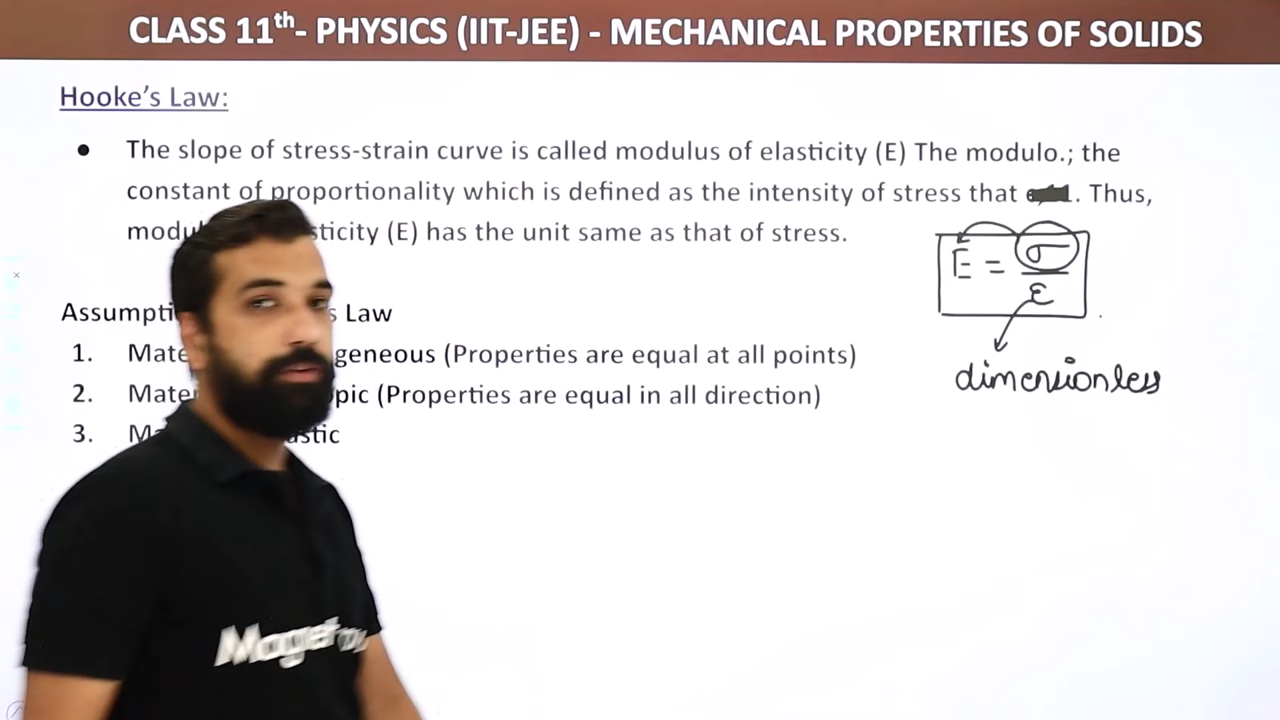 CLASS 11th- PHYSICS (IIT-JEE) - MECHANICAL PROPERTIES OF SOLIDS
Hooke's Law:
● The slope of stress-strain curve is called modulus of elasticity (E) The modulo.; the
constant of proportionality which is defined as the intensity of stress that . Thus,
modu sticity (E) has the unit same as that of stress.
E = σ
ε
Assumpti s Law
1. Mate geneous (Properties are equal at all points)
dimensionless
2. Mate pic (Properties are equal in all direction)
3. Ma astic